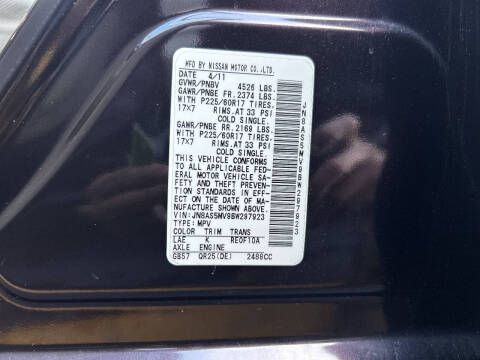 MFD BY NISSAN MOTOR CO.,LTD.
DATE 4/11
GVWR/PNBV 4526 LBS.
GAWR/PNBE FR. 2374 LBS.
WITH P225/60R17 TIRES.
17X7 RIMS.AT 33 PSI
COLD SINGLE.
GAWR/PNBE RR. 2169 LBS.
WITH P225/60R17 TIRES.
17X7 RIMS.AT 33 PSI
COLD SINGLE.
THIS VEHICLE CONFORMS
TO ALL APPLICABLE FED-
ERAL MOTOR VEHICLE SA-
FETY AND THEFT PREVEN-
TION STANDARDS IN EFF-
ECT ON THE DATE OF MA-
NUFACTURE SHOWN ABOVE.
VIN:JN8AS5MV9BW297923
TYPE:MPV
COLOR TRIM TRANS
LAE K RE0F10A
AXLE ENGINE
GB57 QR25(DE) 2488CC
JN8AS5MV9BW297923